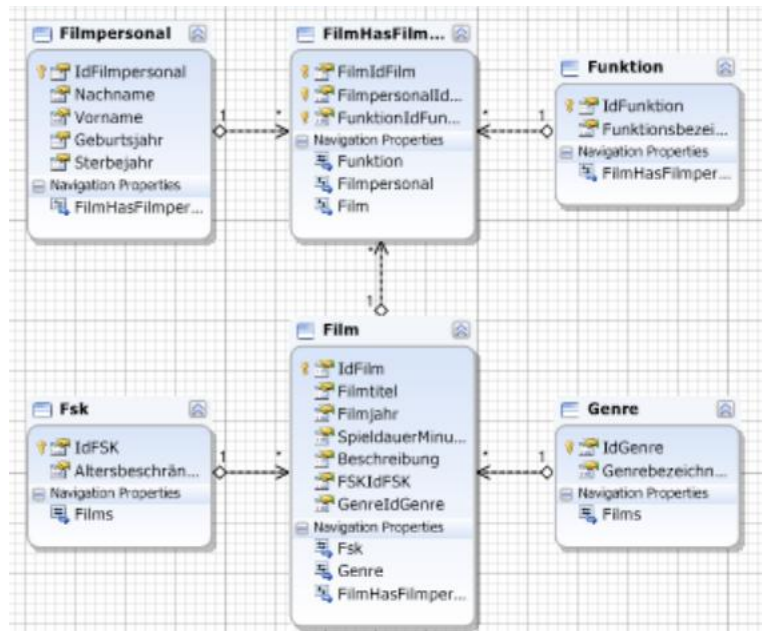 Filmpersonal
IdFilmpersonal
Nachname
Vorname
Geburtsjahr
Sterbejahr
Navigation Properties
FilmHasFilmper...
1
*
FilmHasFilm...
FilmIdFilm
FilmpersonalId...
FunktionIdFun...
Navigation Properties
Funktion
Filmpersonal
Film
*
1
Funktion
IdFunktion
Funktionsbezei...
Navigation Properties
FilmHasFilmper...
*
1
Film
IdFilm
Filmtitel
Filmjahr
SpieldauerMinu...
Beschreibung
FSKIdFSK
GenreIdGenre
Navigation Properties
Fsk
Genre
FilmHasFilmper...
Fsk
IdFSK
Altersbeschrän...
Navigation Properties
Films
1
*
*
1
Genre
IdGenre
Genrebezeichn...
Navigation Properties
Films